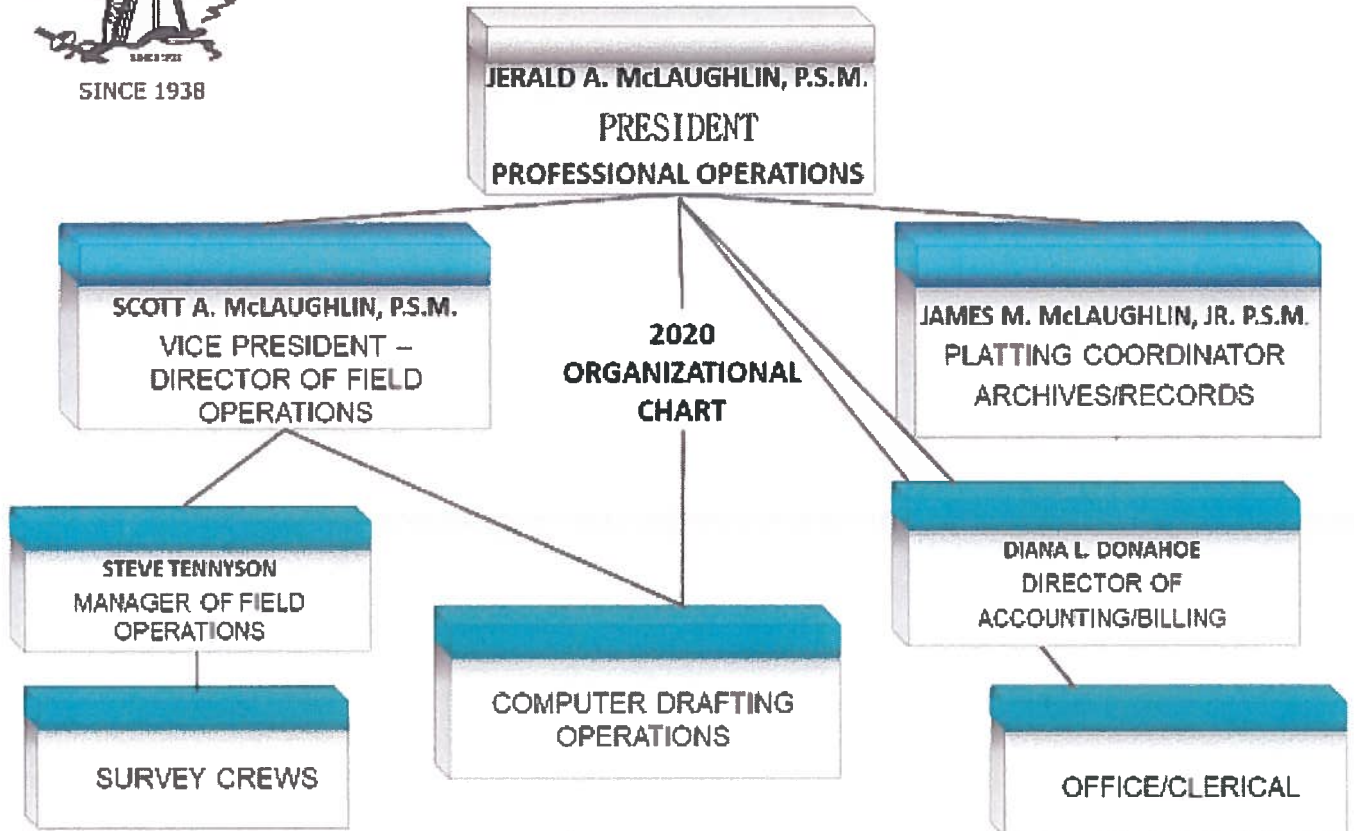 SINCE 1938
JERALD A. McLAUGHLIN, P.S.M.
PRESIDENT
PROFESSIONAL OPERATIONS
SCOTT A. McLAUGHLIN, P.S.M.
VICE PRESIDENT –
DIRECTOR OF FIELD
OPERATIONS
2020
ORGANIZATIONAL
CHART
JAMES M. McLAUGHLIN, JR. P.S.M.
PLATTING COORDINATOR
ARCHIVES/RECORDS
STEVE TENNYSON
MANAGER OF FIELD
OPERATIONS
DIANA L. DONAHOE
DIRECTOR OF
ACCOUNTING/BILLING
COMPUTER DRAFTING
OPERATIONS
SURVEY CREWS
OFFICE/CLERICAL